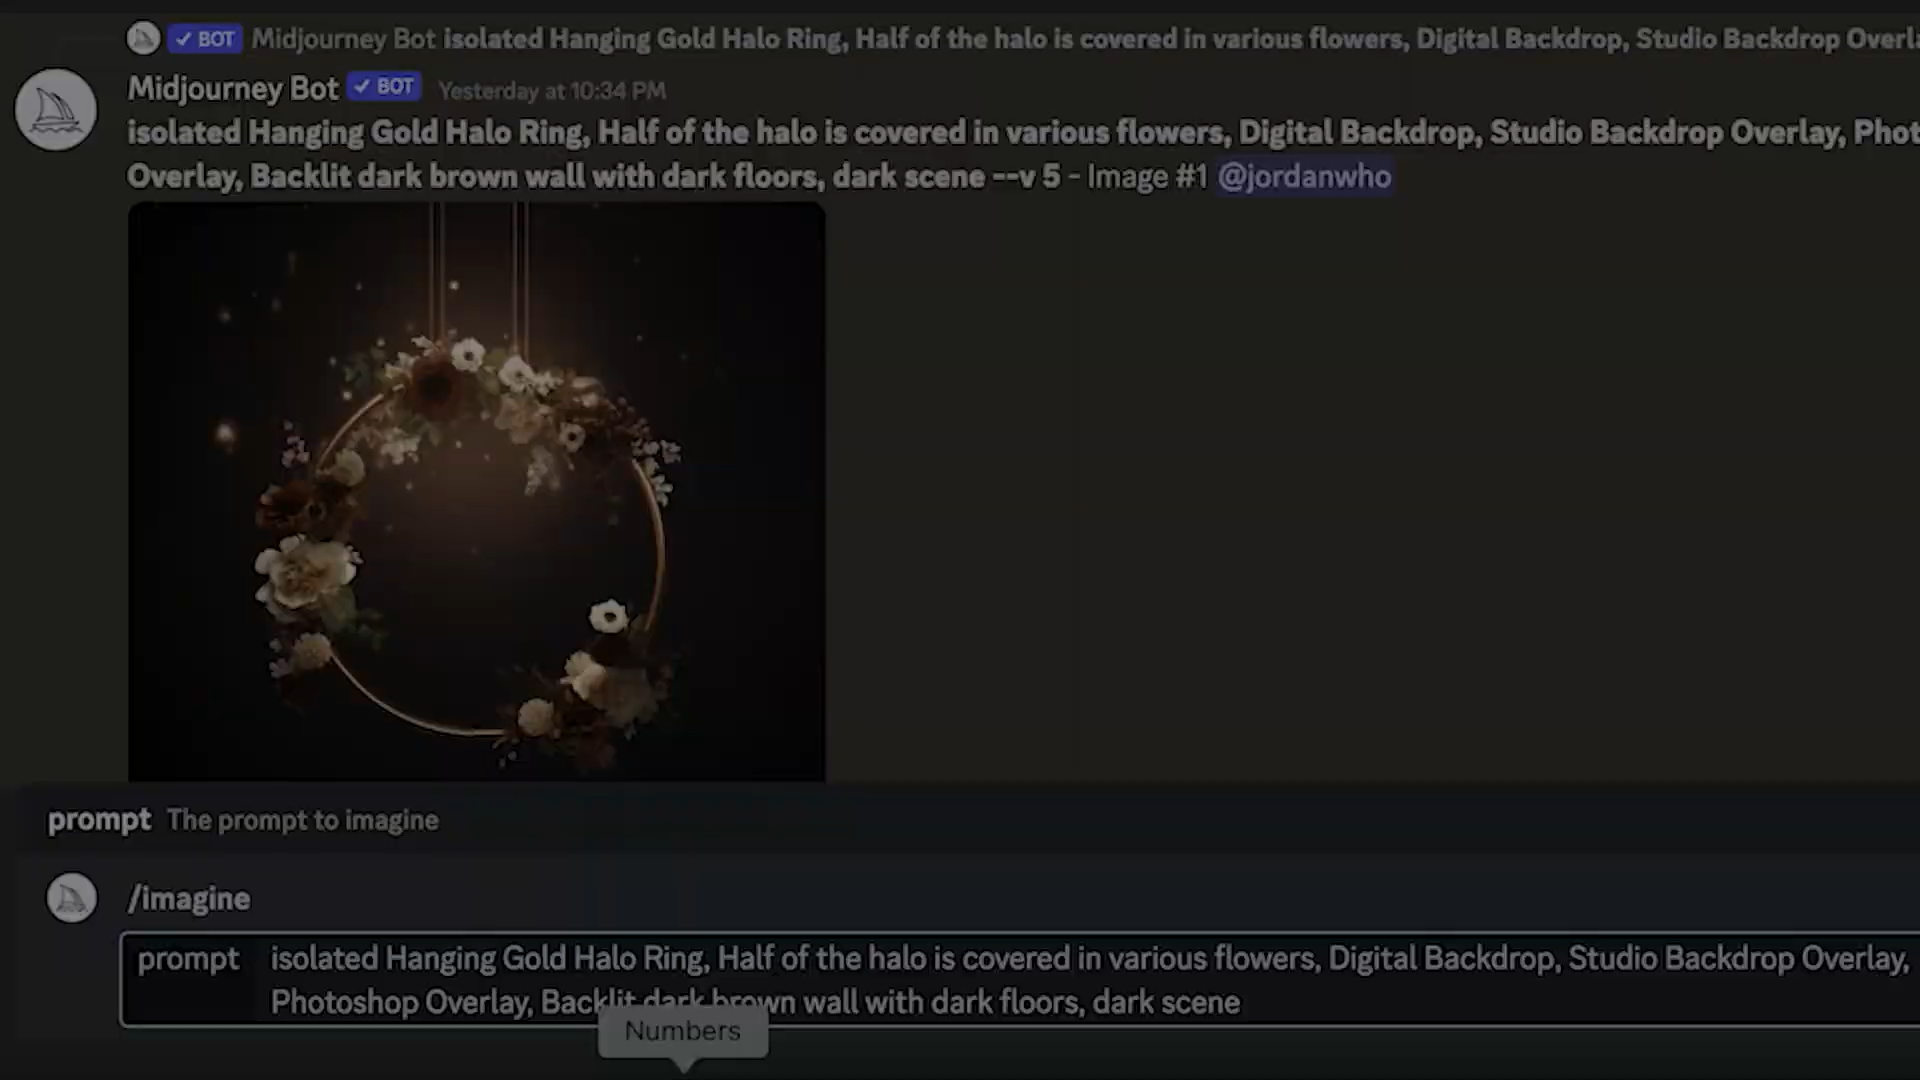 BOT Midjourney Bot isolated Hanging Gold Halo Ring, Half of the halo is covered in various flowers, Digital Backdrop, Studio Backdrop
Midjourney Bot BOT Yesterday at 10:34 PM
isolated Hanging Gold Halo Ring, Half of the halo is covered in various flowers, Digital Backdrop, Studio Backdrop Overlay,
Overlay, Backlit dark brown wall with dark floors, dark scene --v 5 - Image #1 @jordanwho
prompt The prompt to imagine
/imagine
prompt isolated Hanging Gold Halo Ring, Half of the halo is covered in various flowers, Digital Backdrop, Studio Backdrop Overlay,
Photoshop Overlay, Backlit dark brown wall with dark floors, dark scene
Numbers